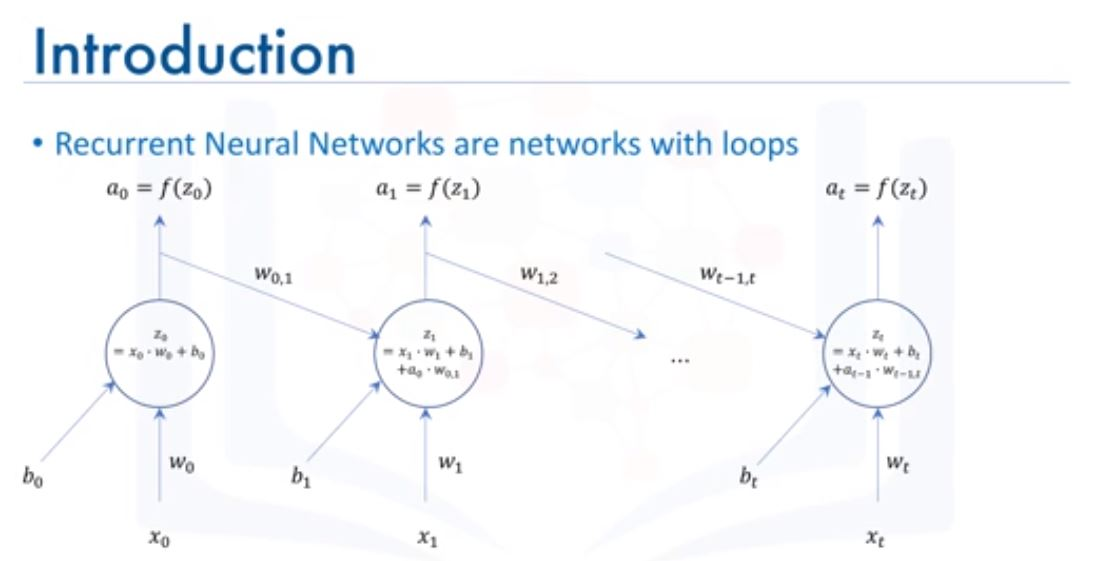 Introduction
• Recurrent Neural Networks are networks with loops
a₀ = f(z₀)
a₁ = f(z₁)
aₜ = f(zₜ)
w₀,₁
w₁,₂
wₜ₋₁,ₜ
z₀
= x₀ · w₀ + b₀
z₁
= x₁ · w₁ + b₁
+a₀ · w₀,₁
...
zₜ
= xₜ · wₜ + bₜ
+aₜ₋₁ · wₜ₋₁,ₜ
b₀
w₀
b₁
w₁
bₜ
wₜ
x₀
x₁
xₜ